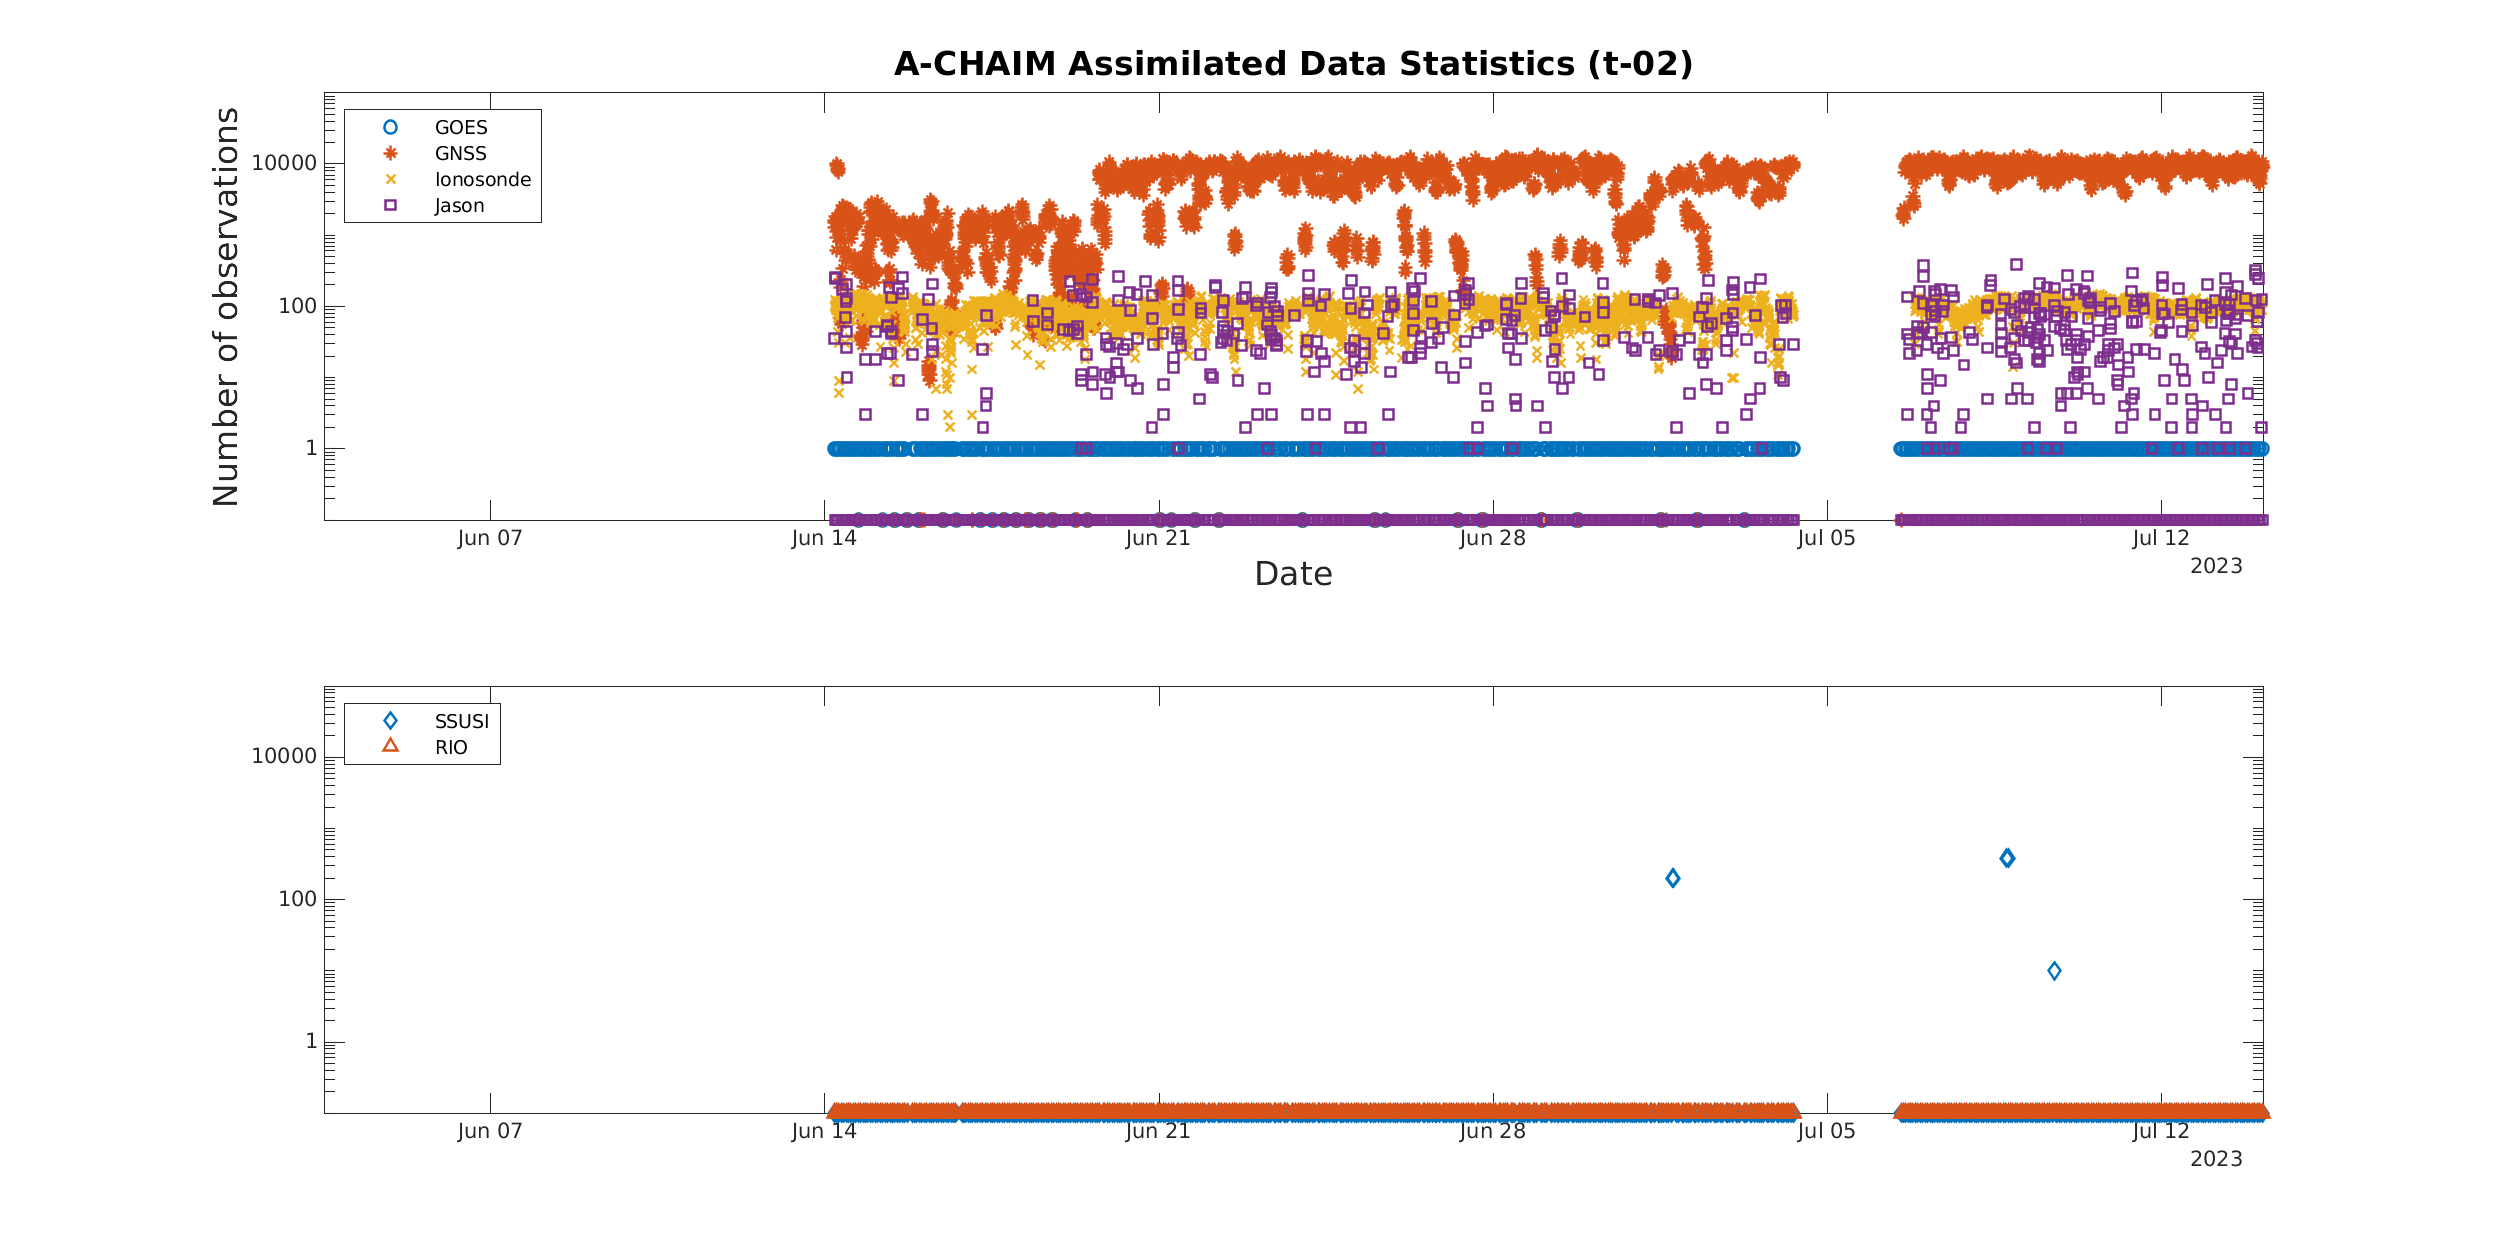 A-CHAIM Assimilated Data Statistics (t-02)
GOES
GNSS
Ionosonde
Jason
10000
100
1
Number of observations
Jun 07
Jun 14
Jun 21
Jun 28
Jul 05
Jul 12
2023
Date
SSUSI
RIO
10000
100
1
Jun 07
Jun 14
Jun 21
Jun 28
Jul 05
Jul 12
2023